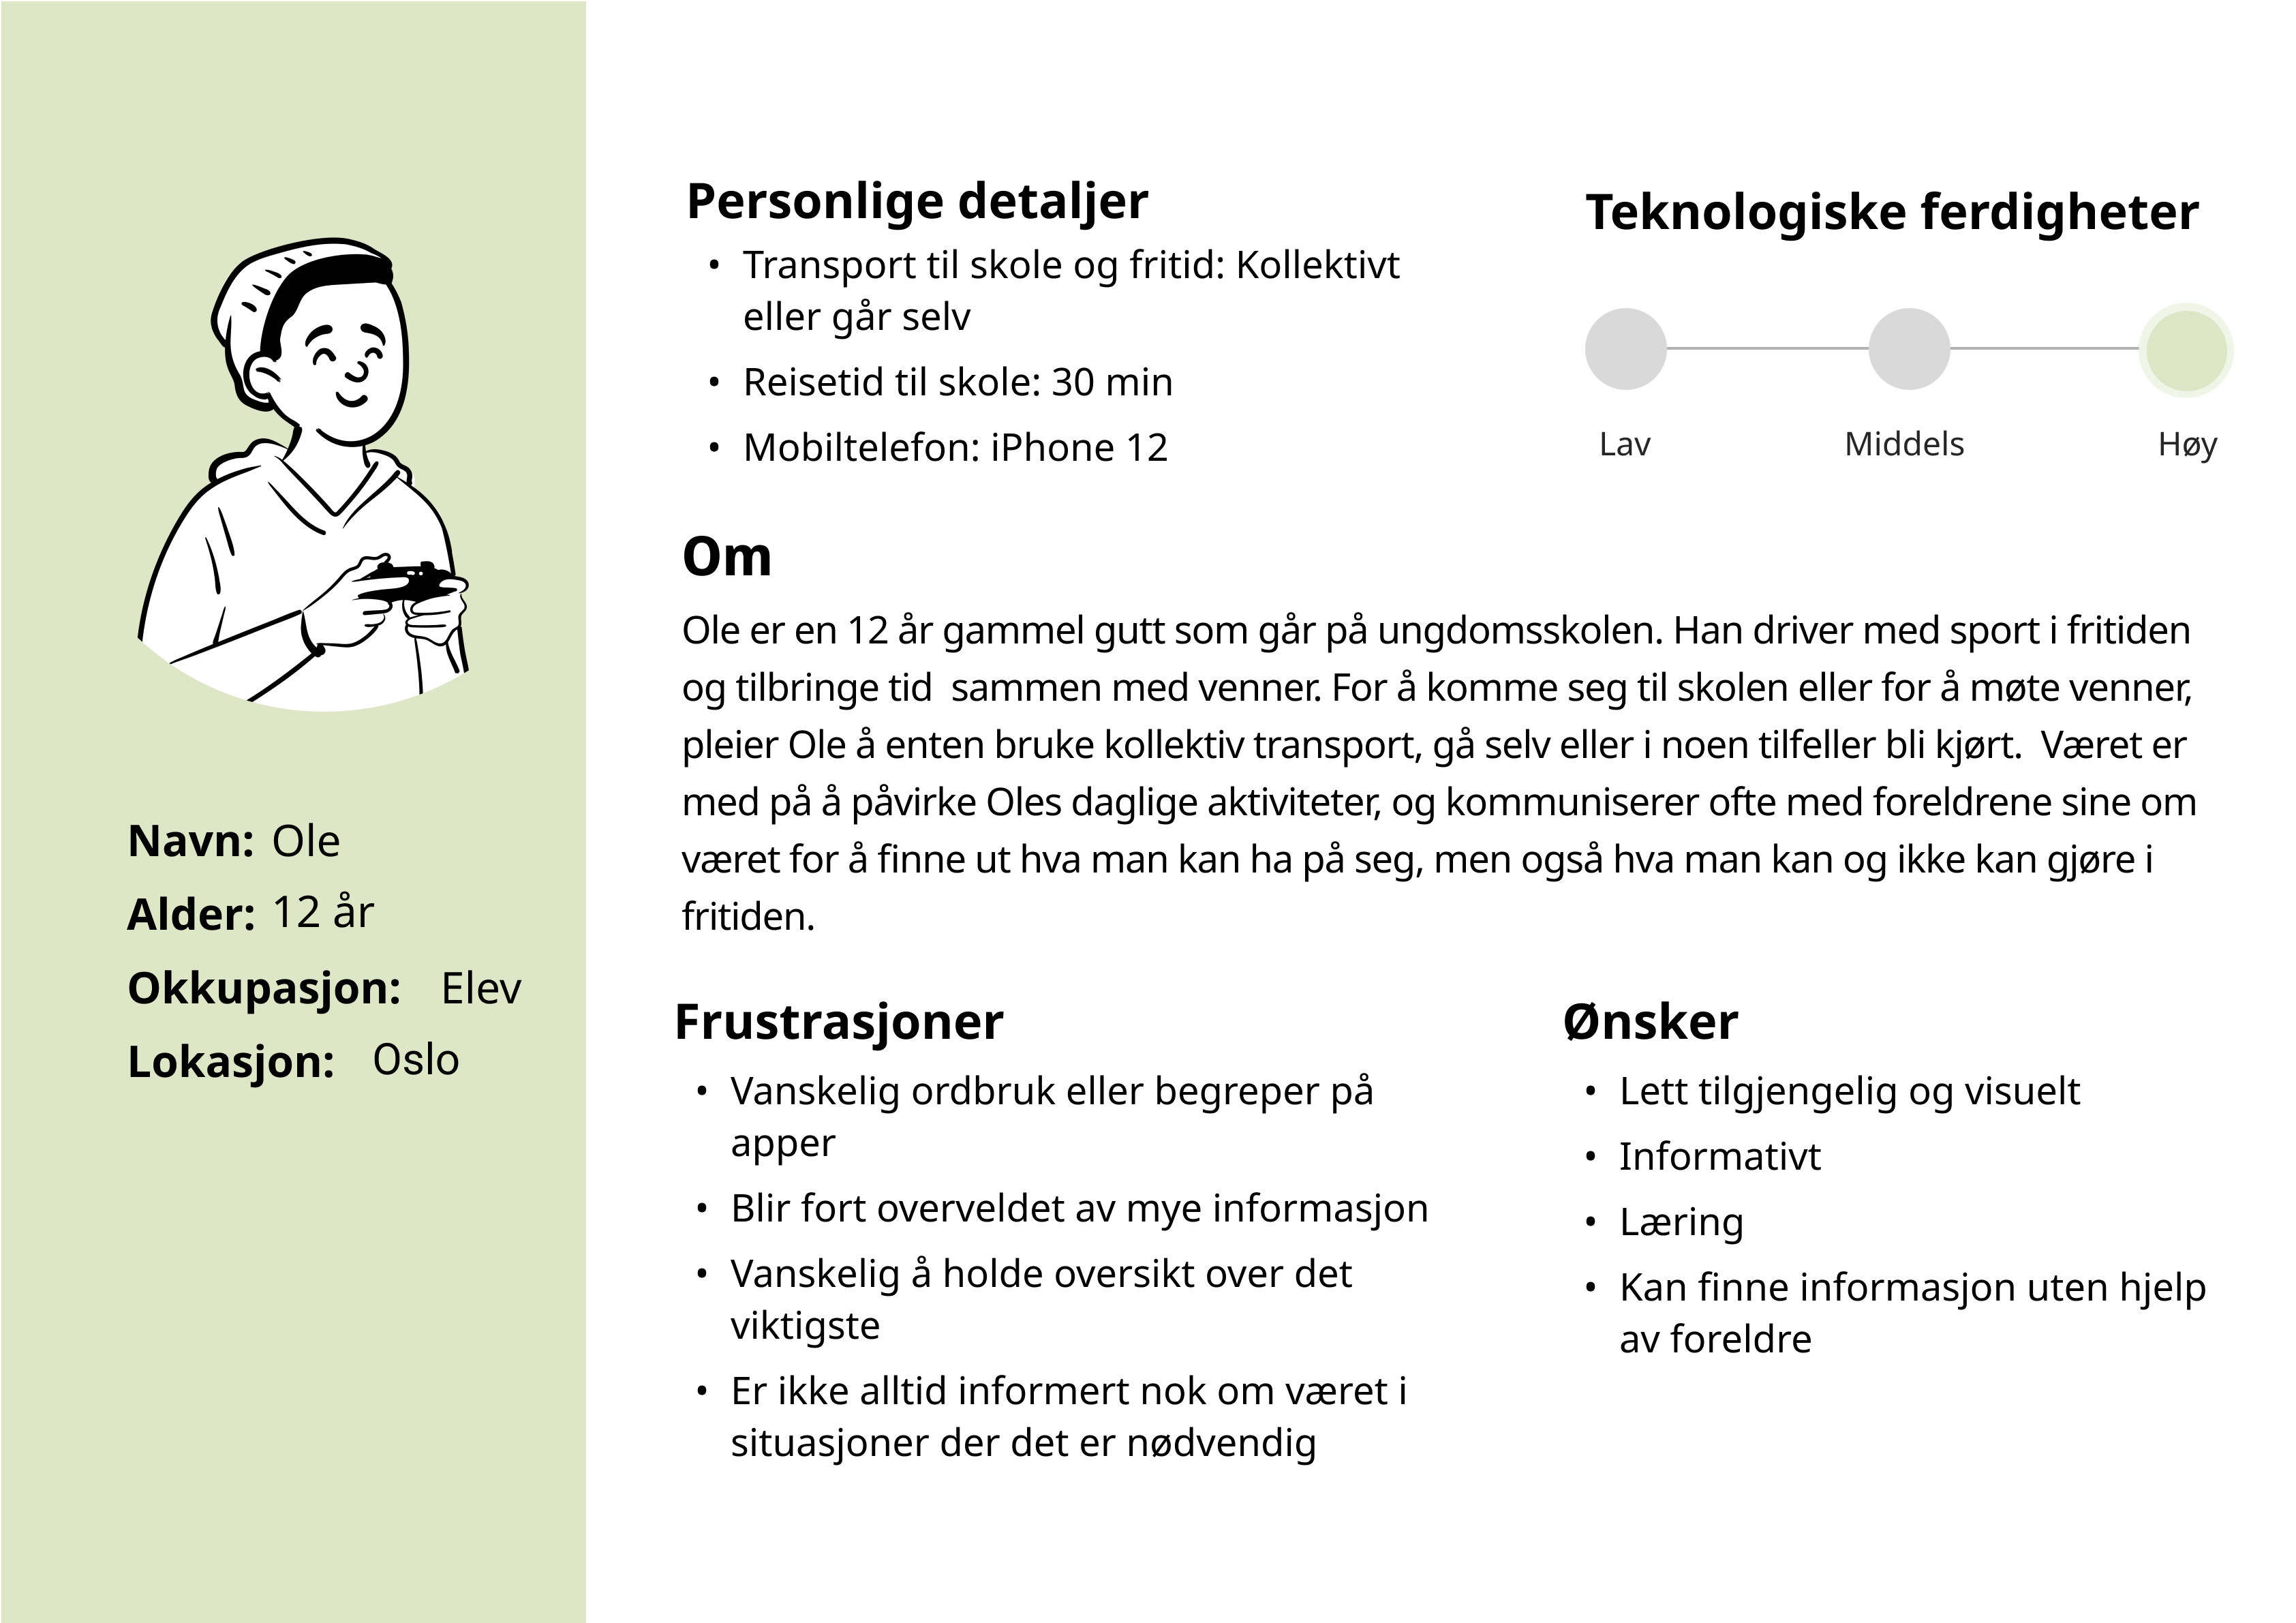 Navn: Ole
Alder: 12 år
Okkupasjon: Elev
Lokasjon: Oslo
Personlige detaljer
• Transport til skole og fritid: Kollektivt
eller går selv
• Reisetid til skole: 30 min
• Mobiltelefon: iPhone 12
Teknologiske ferdigheter
Lav Middels Høy
Om
Ole er en 12 år gammel gutt som går på ungdomsskolen. Han driver med sport i fritiden
og tilbringe tid  sammen med venner. For å komme seg til skolen eller for å møte venner,
pleier Ole å enten bruke kollektiv transport, gå selv eller i noen tilfeller bli kjørt.  Været er
med på å påvirke Oles daglige aktiviteter, og kommuniserer ofte med foreldrene sine om
været for å finne ut hva man kan ha på seg, men også hva man kan og ikke kan gjøre i
fritiden.
Frustrasjoner
• Vanskelig ordbruk eller begreper på
apper
• Blir fort overveldet av mye informasjon
• Vanskelig å holde oversikt over det
viktigste
• Er ikke alltid informert nok om været i
situasjoner der det er nødvendig
Ønsker
• Lett tilgjengelig og visuelt
• Informativt
• Læring
• Kan finne informasjon uten hjelp
av foreldre